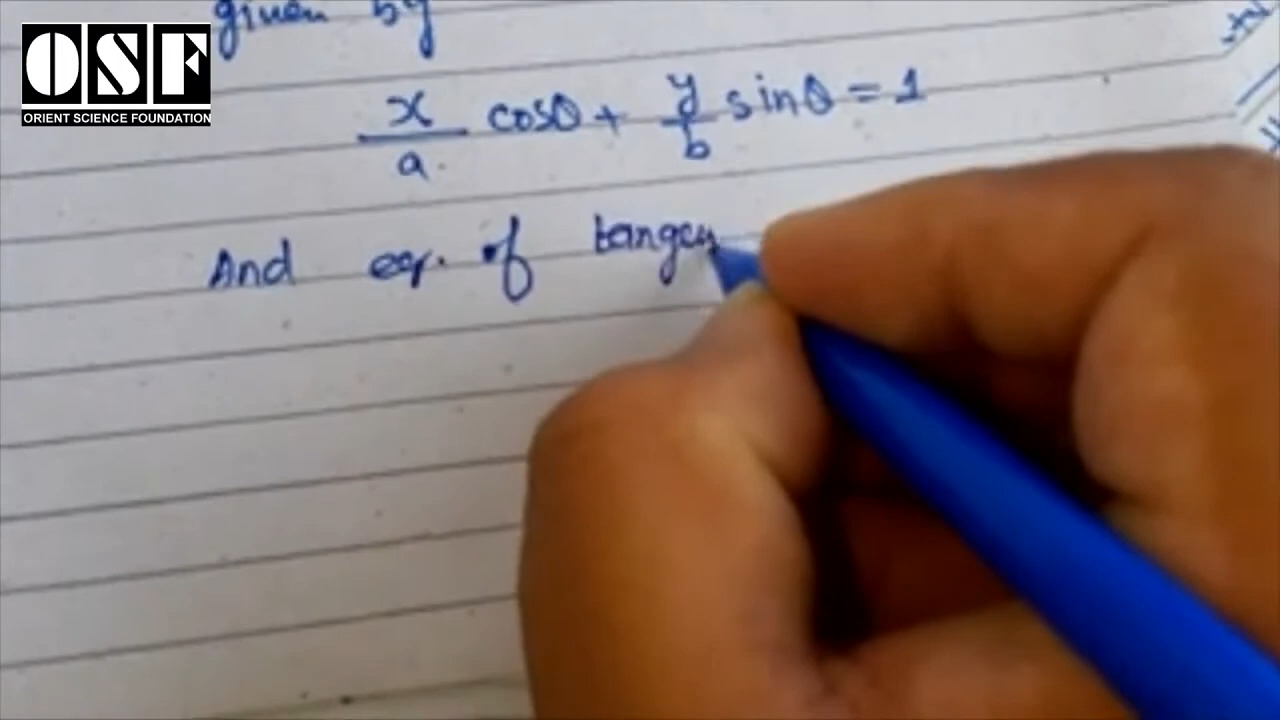 OSF
ORIENT SCIENCE FOUNDATION
given by
x/a cosθ + y/b sinθ = 1
And eq. of tangen